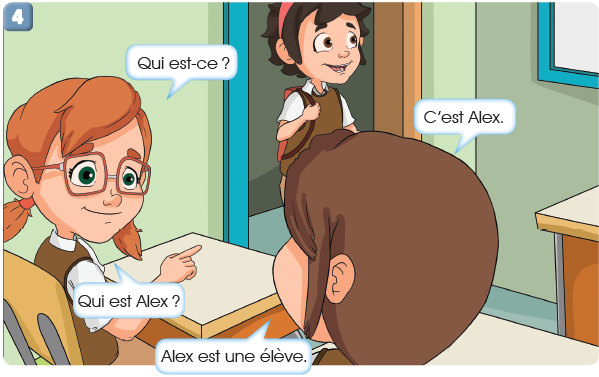 4
Qui est-ce ?
C'est Alex.
Qui est Alex ?
Alex est une élève.